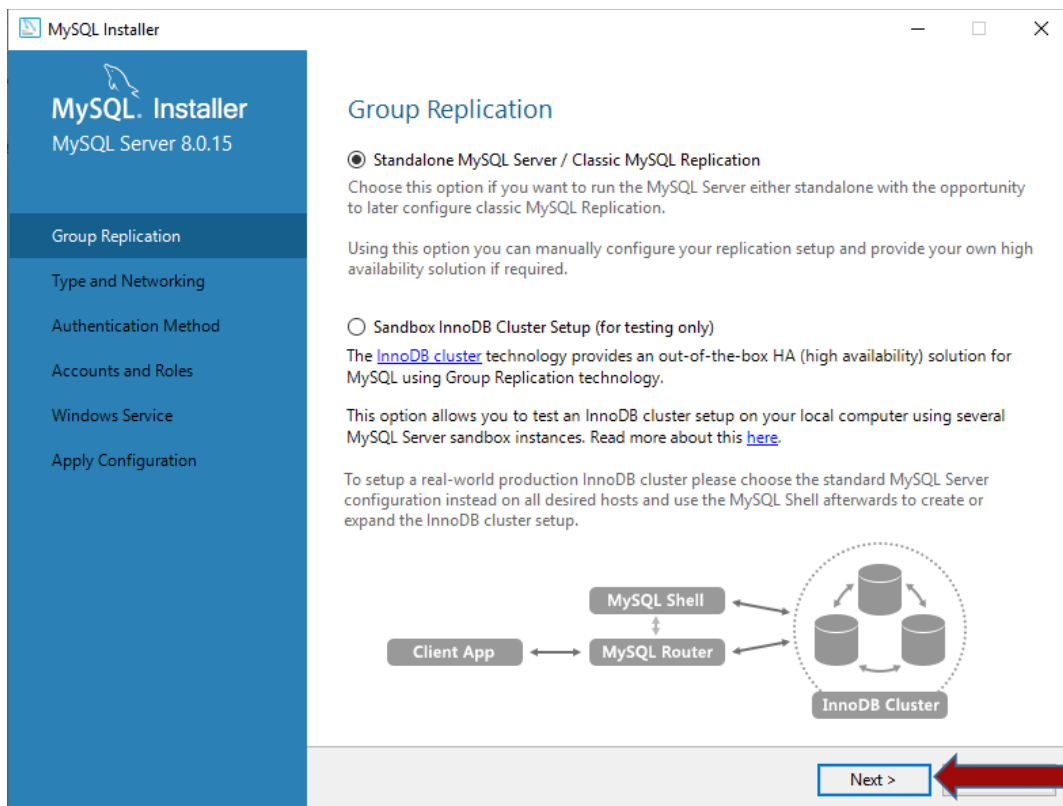 MySQL Installer
MySQL. Installer
MySQL Server 8.0.15
Group Replication
Type and Networking
Authentication Method
Accounts and Roles
Windows Service
Apply Configuration
Group Replication
Standalone MySQL Server / Classic MySQL Replication
Choose this option if you want to run the MySQL Server either standalone with the opportunity
to later configure classic MySQL Replication.
Using this option you can manually configure your replication setup and provide your own high
availability solution if required.
Sandbox InnoDB Cluster Setup (for testing only)
The InnoDB cluster technology provides an out-of-the-box HA (high availability) solution for
MySQL using Group Replication technology.
This option allows you to test an InnoDB cluster setup on your local computer using several
MySQL Server sandbox instances. Read more about this here.
To setup a real-world production InnoDB cluster please choose the standard MySQL Server
configuration instead on all desired hosts and use the MySQL Shell afterwards to create or
expand the InnoDB cluster setup.
MySQL Shell
Client App
MySQL Router
InnoDB Cluster
Next >